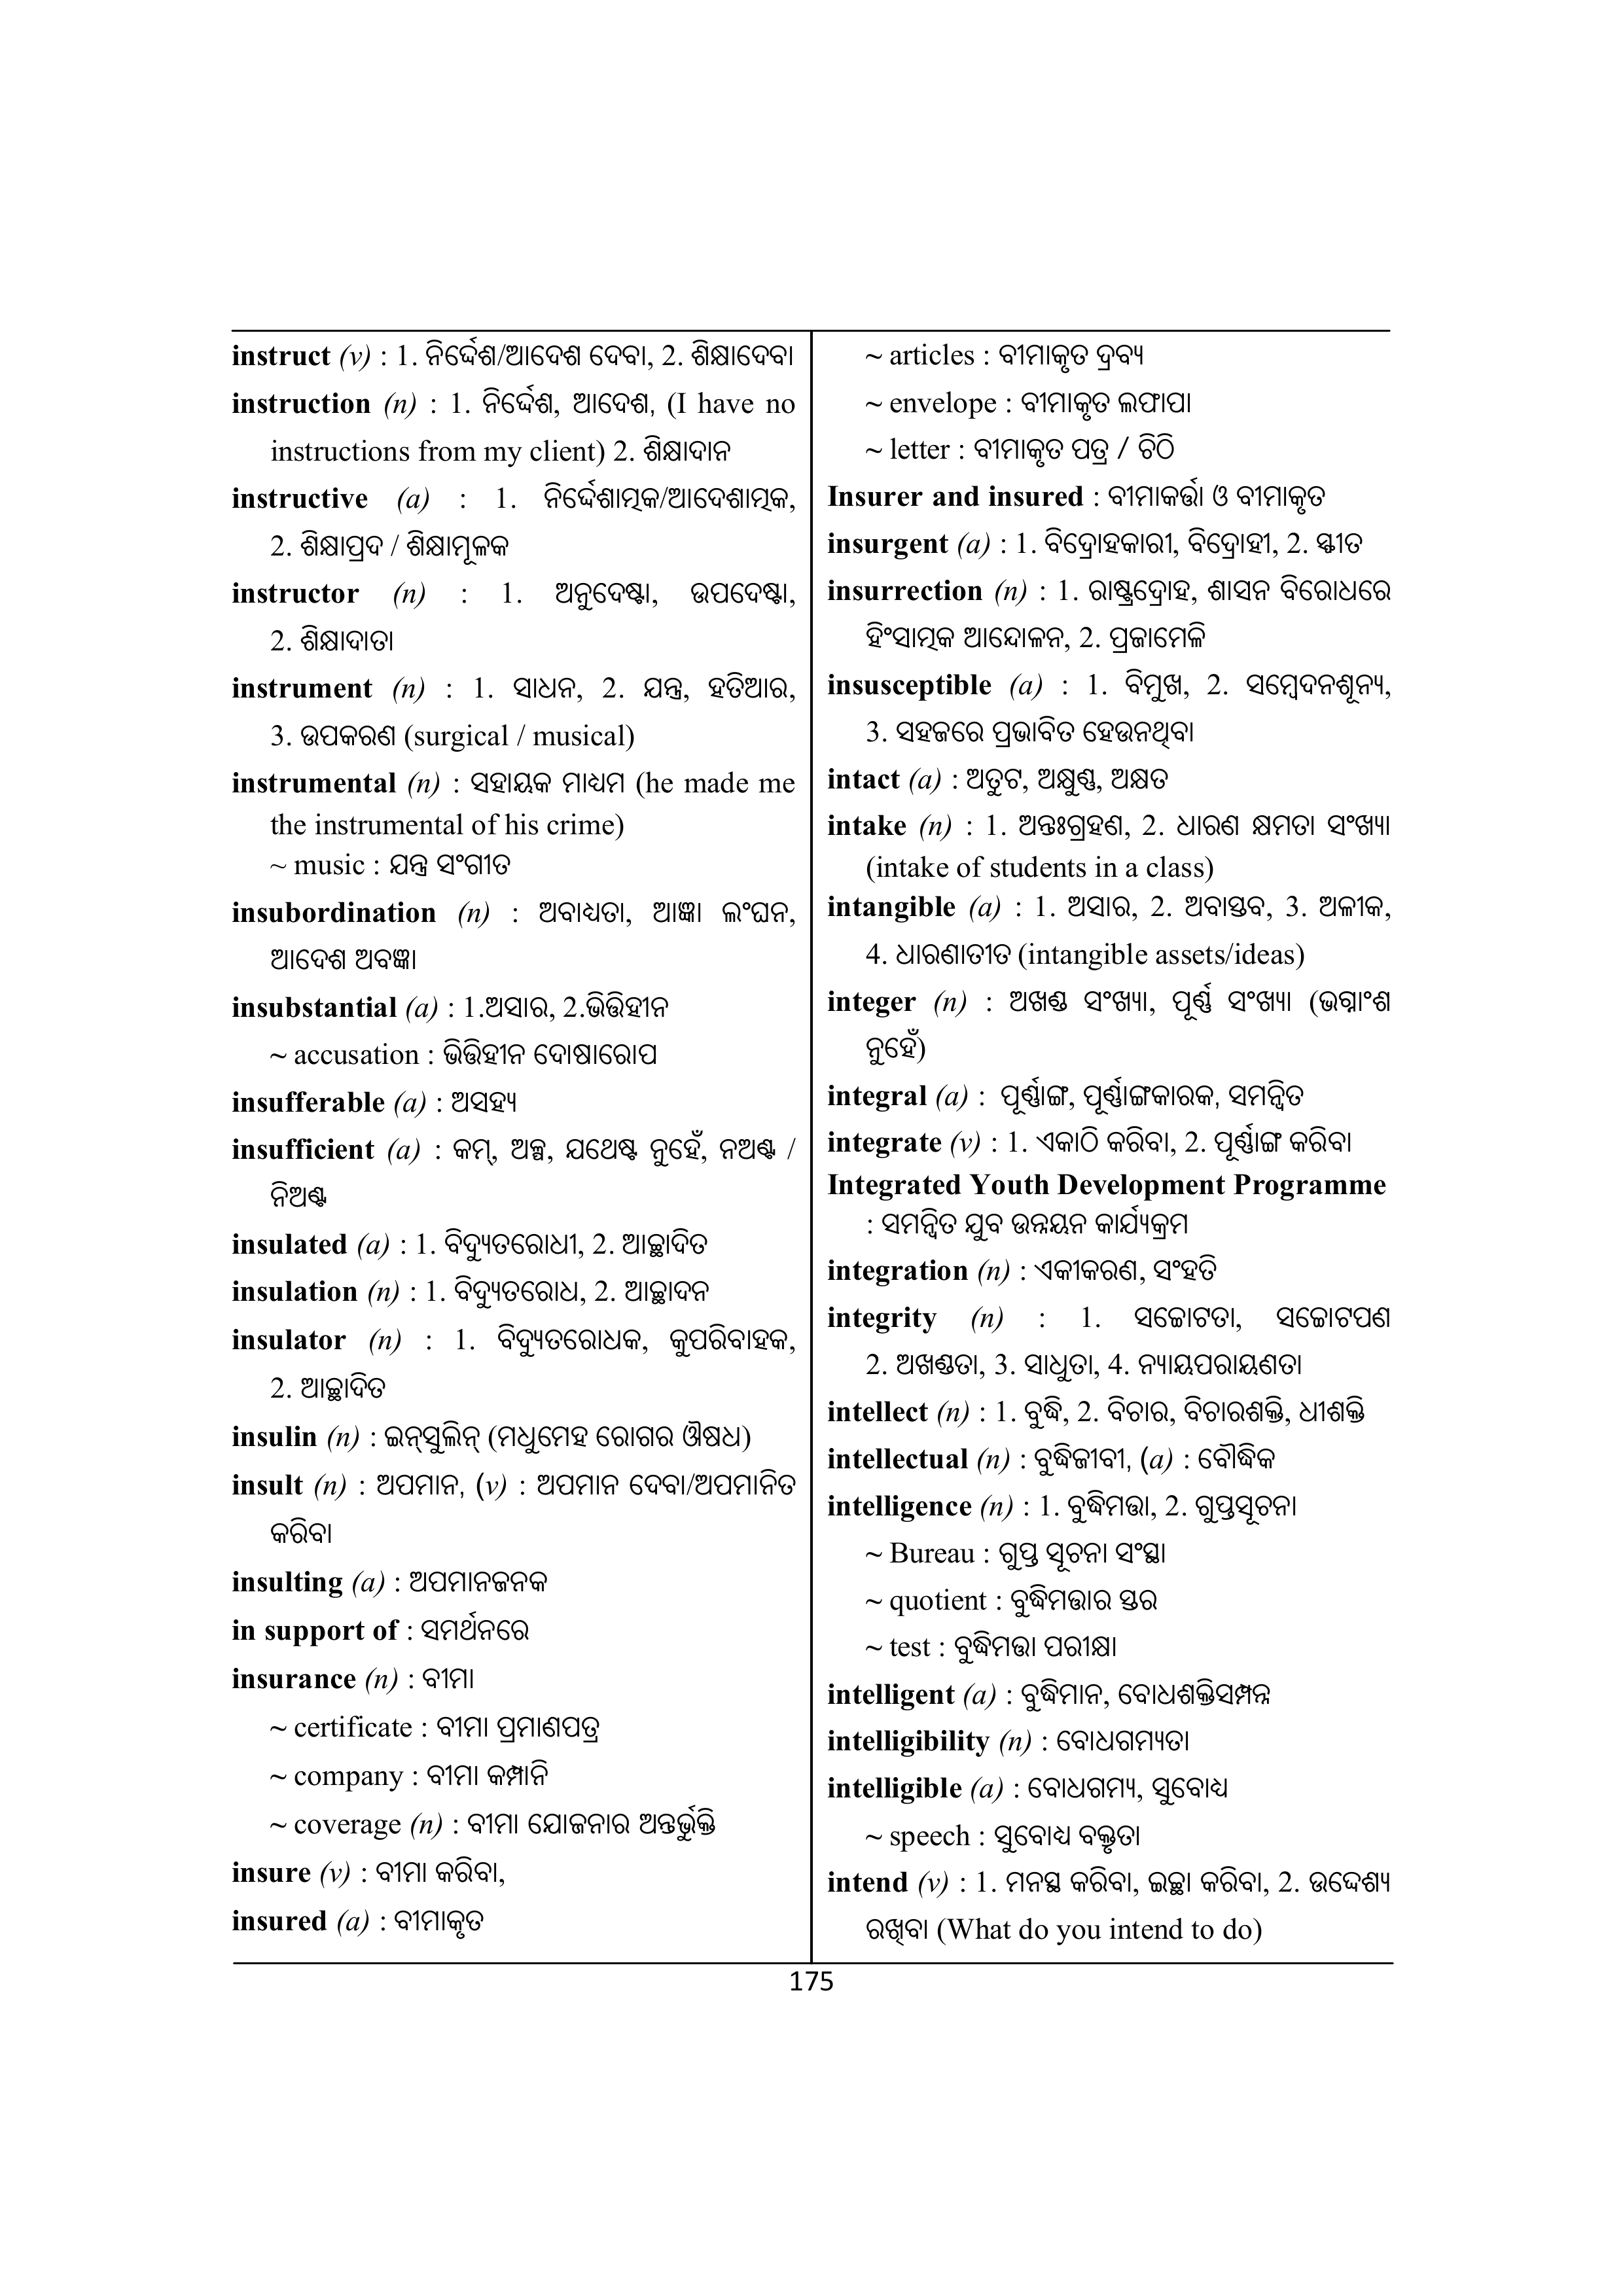 instruct (v) : 1. ନିର୍ଦ୍ଦେଶ/ଆଦେଶ ଦେବା, 2. ଶିକ୍ଷାଦେବା
instruction (n) : 1. ନିର୍ଦ୍ଦେଶ, ଆଦେଶ, (I have no
instructions from my client) 2. ଶିକ୍ଷାଦାନ
instructive (a) : 1. ନିର୍ଦ୍ଦେଶାତ୍ମକ/ଆଦେଶାତ୍ମକ,
2. ଶିକ୍ଷାପ୍ରଦ / ଶିକ୍ଷାମୂଳକ
instructor (n) : 1. ଅନୁଦେଷ୍ଟା, ଉପଦେଷ୍ଟା,
2. ଶିକ୍ଷାଦାତା
instrument (n) : 1. ସାଧନ, 2. ଯନ୍ତ୍ର, ହତିଆର,
3. ଉପକରଣ (surgical / musical)
instrumental (n) : ସହାୟକ ମାଧ୍ୟମ (he made me
the instrumental of his crime)
~ music : ଯନ୍ତ୍ର ସଂଗୀତ
insubordination (n) : ଅବାଧ୍ୟତା, ଆଜ୍ଞା ଲଂଘନ,
ଆଦେଶ ଅବଜ୍ଞା
insubstantial (a) : 1.ଅସାର, 2.ଭିତ୍ତିହୀନ
~ accusation : ଭିତ୍ତିହୀନ ଦୋଷାରୋପ
insufferable (a) : ଅସହ୍ୟ
insufficient (a) : କମ୍, ଅଳ୍ପ, ଯଥେଷ୍ଟ ନୁହେଁ, ନଅଣ୍ଟ /
ନିଅଣ୍ଟ
insulated (a) : 1. ବିଦ୍ୟୁତରୋଧୀ, 2. ଆଚ୍ଛାଦିତ
insulation (n) : 1. ବିଦ୍ୟୁତରୋଧ, 2. ଆଚ୍ଛାଦନ
insulator (n) : 1. ବିଦ୍ୟୁତରୋଧକ, କୁପରିବାହକ,
2. ଆଚ୍ଛାଦିତ
insulin (n) : ଇନ୍‌ସୁଲିନ୍ (ମଧୁମେହ ରୋଗର ଔଷଧ)
insult (n) : ଅପମାନ, (v) : ଅପମାନ ଦେବା/ଅପମାନିତ
କରିବା
insulting (a) : ଅପମାନଜନକ
in support of : ସମର୍ଥନରେ
insurance (n) : ବୀମା
~ certificate : ବୀମା ପ୍ରମାଣପତ୍ର
~ company : ବୀମା କମ୍ପାନି
~ coverage (n) : ବୀମା ଯୋଜନାର ଅନ୍ତର୍ଭୁକ୍ତି
insure (v) : ବୀମା କରିବା,
insured (a) : ବୀମାକୃତ
~ articles : ବୀମାକୃତ ଦ୍ରବ୍ୟ
~ envelope : ବୀମାକୃତ ଲଫାପା
~ letter : ବୀମାକୃତ ପତ୍ର / ଚିଠି
Insurer and insured : ବୀମାକର୍ତ୍ତା ଓ ବୀମାକୃତ
insurgent (a) : 1. ବିଦ୍ରୋହକାରୀ, ବିଦ୍ରୋହୀ, 2. ସ୍ଫୀତ
insurrection (n) : 1. ରାଷ୍ଟ୍ରଦ୍ରୋହ, ଶାସନ ବିରୋଧରେ
ହିଂସାତ୍ମକ ଆନ୍ଦୋଳନ, 2. ପ୍ରଜାମେଳି
insusceptible (a) : 1. ବିମୁଖ, 2. ସମ୍ବେଦନଶୂନ୍ୟ,
3. ସହଜରେ ପ୍ରଭାବିତ ହେଉନଥିବା
intact (a) : ଅତୁଟ, ଅକ୍ଷୁଣ୍ଣ, ଅକ୍ଷତ
intake (n) : 1. ଅନ୍ତଃଗ୍ରହଣ, 2. ଧାରଣ କ୍ଷମତା ସଂଖ୍ୟା
(intake of students in a class)
intangible (a) : 1. ଅସାର, 2. ଅବାସ୍ତବ, 3. ଅଳୀକ,
4. ଧାରଣାତୀତ (intangible assets/ideas)
integer (n) : ଅଖଣ୍ଡ ସଂଖ୍ୟା, ପୂର୍ଣ୍ଣ ସଂଖ୍ୟା (ଭଗ୍ନାଂଶ
ନୁହେଁ)
integral (a) : ପୂର୍ଣ୍ଣାଙ୍ଗ, ପୂର୍ଣ୍ଣାଙ୍ଗକାରକ, ସମନ୍ୱିତ
integrate (v) : 1. ଏକାଠି କରିବା, 2. ପୂର୍ଣ୍ଣାଙ୍ଗ କରିବା
Integrated Youth Development Programme
: ସମନ୍ୱିତ ଯୁବ ଉନ୍ନୟନ କାର୍ଯ୍ୟକ୍ରମ
integration (n) : ଏକୀକରଣ, ସଂହତି
integrity (n) : 1. ସଚ୍ଚୋଟତା, ସଚ୍ଚୋଟପଣ
2. ଅଖଣ୍ଡତା, 3. ସାଧୁତା, 4. ନ୍ୟାୟପରାୟଣତା
intellect (n) : 1. ବୁଦ୍ଧି, 2. ବିଚାର, ବିଚାରଶକ୍ତି, ଧୀଶକ୍ତି
intellectual (n) : ବୁଦ୍ଧିଜୀବୀ, (a) : ବୌଦ୍ଧିକ
intelligence (n) : 1. ବୁଦ୍ଧିମତ୍ତା, 2. ଗୁପ୍ତସୂଚନା
~ Bureau : ଗୁପ୍ତ ସୂଚନା ସଂସ୍ଥା
~ quotient : ବୁଦ୍ଧିମତ୍ତାର ସ୍ତର
~ test : ବୁଦ୍ଧିମତ୍ତା ପରୀକ୍ଷା
intelligent (a) : ବୁଦ୍ଧିମାନ, ବୋଧଶକ୍ତିସମ୍ପନ୍ନ
intelligibility (n) : ବୋଧଗମ୍ୟତା
intelligible (a) : ବୋଧଗମ୍ୟ, ସୁବୋଧ୍ୟ
~ speech : ସୁବୋଧ୍ୟ ବକ୍ତୃତା
intend (v) : 1. ମନସ୍ଥ କରିବା, ଇଚ୍ଛା କରିବା, 2. ଉଦ୍ଦେଶ୍ୟ
ରଖିବା (What do you intend to do)
175